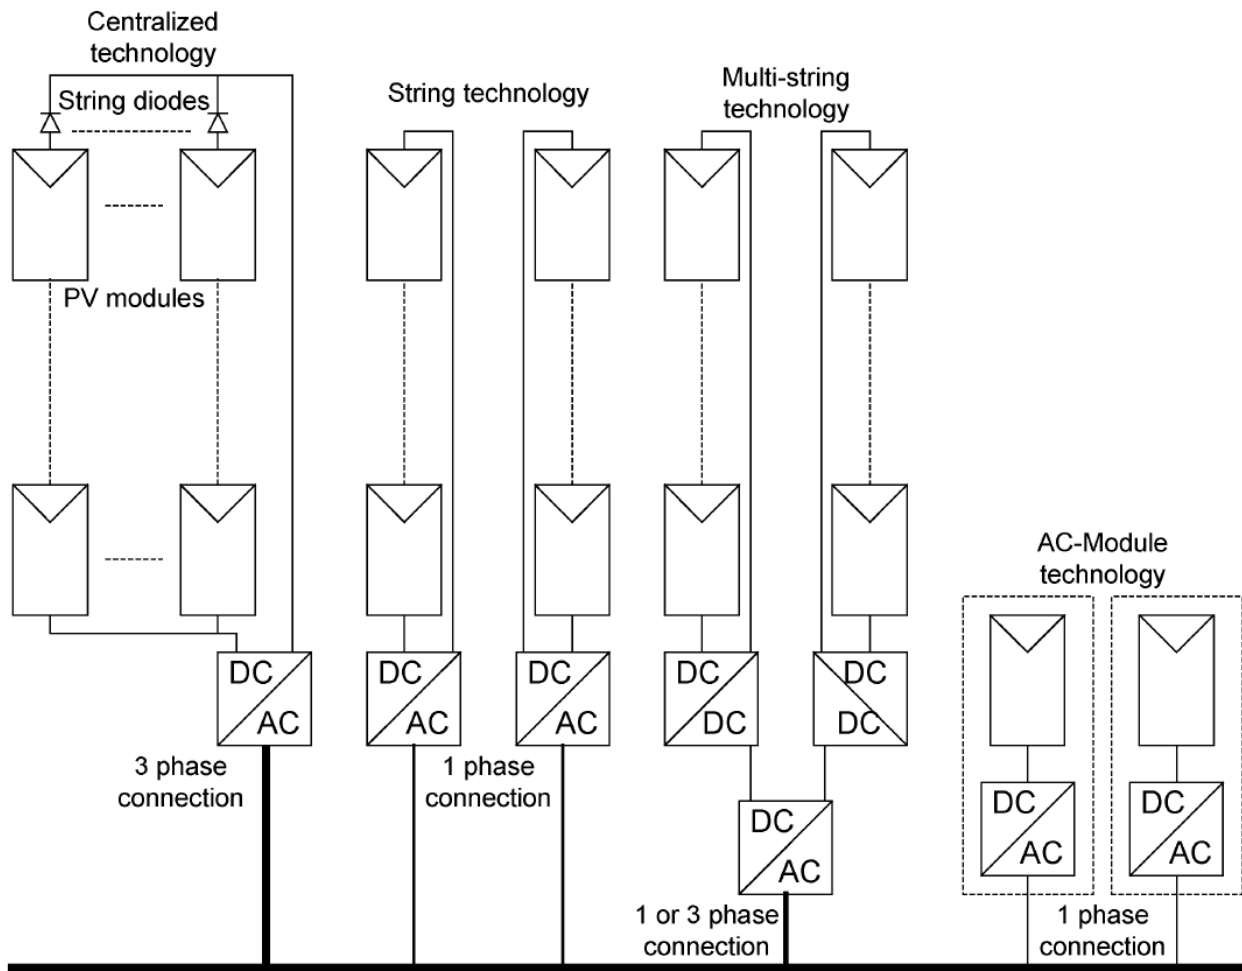 Centralized
technology
String diodes
PV modules
DC
AC
3 phase
connection
String technology
DC
AC
DC
AC
1 phase
connection
Multi-string
technology
DC
DC
DC
DC
DC
AC
1 or 3 phase
connection
AC-Module
technology
DC
AC
DC
AC
1 phase
connection